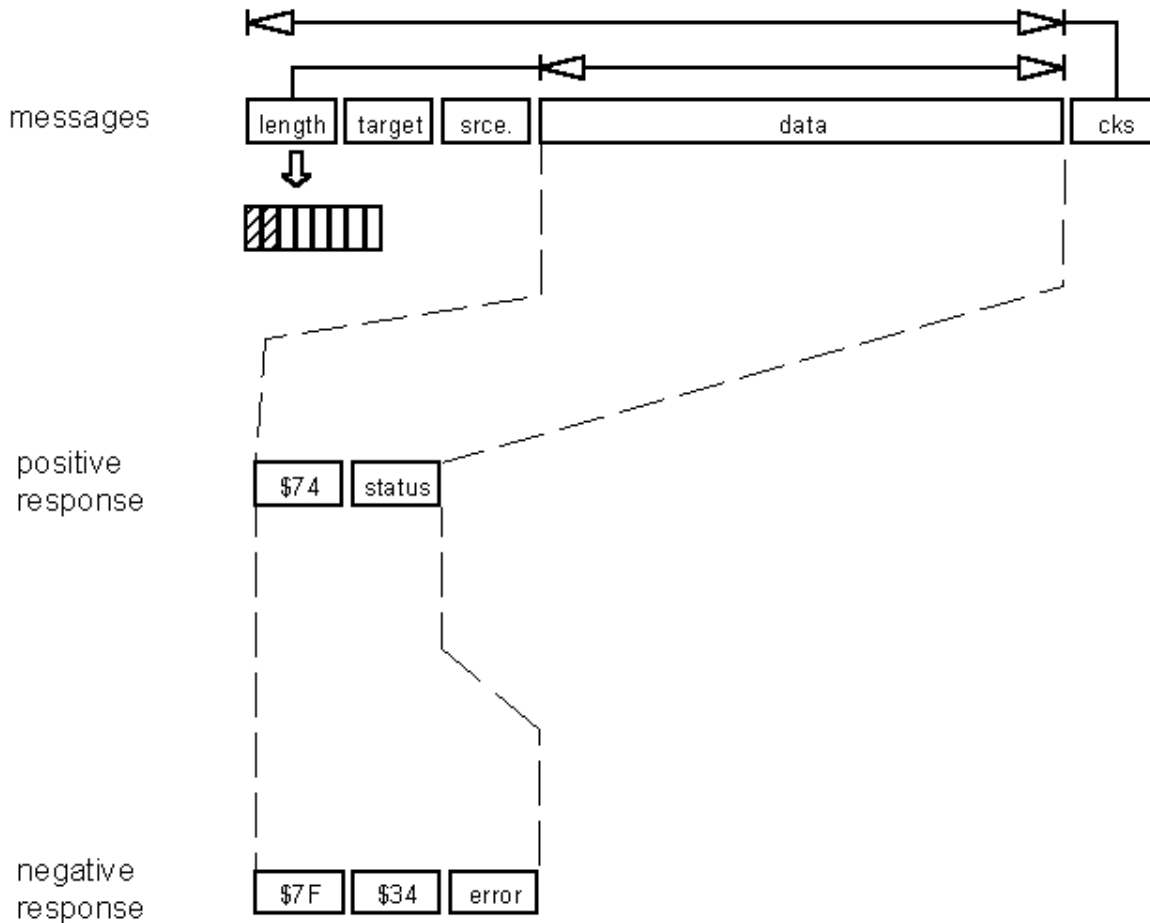 messages length target srce. data cks
positive
response
$74 status
negative
response
$7F $34 error